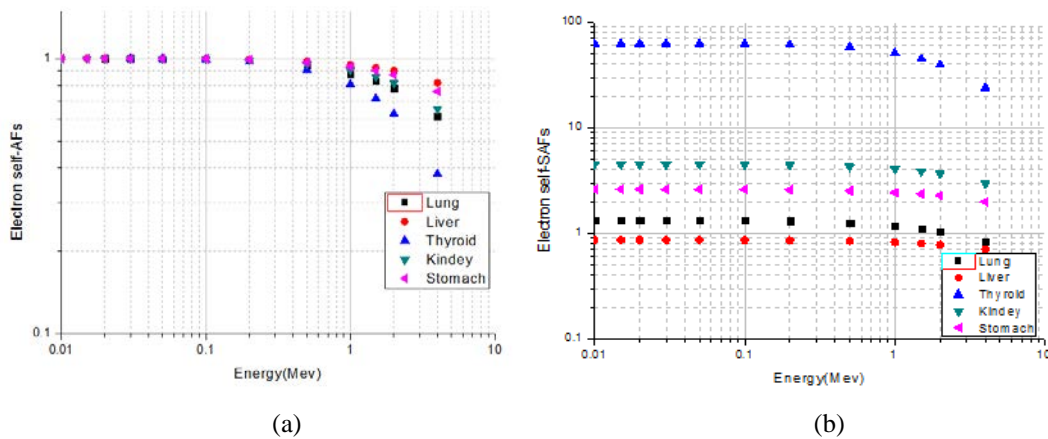 1
0.1
0.01
0.1
1
10
Electron self-AFs
Energy(Mev)
Lung
Liver
Thyroid
Kindey
Stomach
(a)
100
10
1
0.1
0.01
0.1
1
10
Electron self-SAFs
Energy(Mev)
Lung
Liver
Thyroid
Kindey
Stomach
(b)